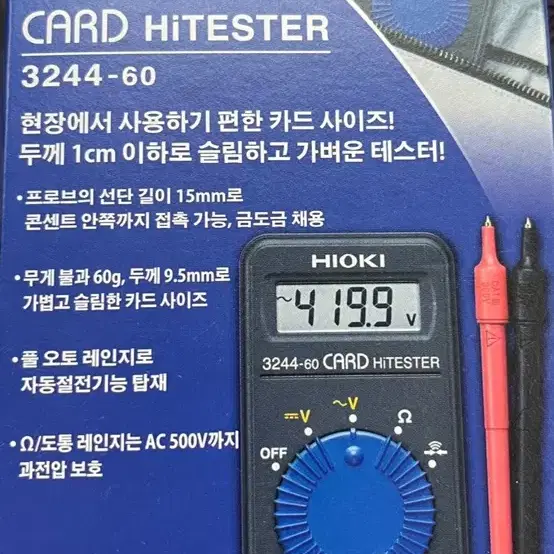 CARD HiTESTER
3244-60
현장에서 사용하기 편한 카드 사이즈!
두께 1cm 이하로 슬림하고 가벼운 테스터!
•프로브의 선단 길이 15mm로
콘센트 안쪽까지 접촉 가능, 금도금 채용
•무게 불과 60g, 두께 9.5mm로
가볍고 슬림한 카드 사이즈
•풀 오토 레인지로
자동절전기능 탑재
•Ω/도통 레인지는 AC 500V까지
과전압 보호
HIOKI
~419.9 V
3244-60 CARD HiTESTER
⎓V
~V
Ω
OFF